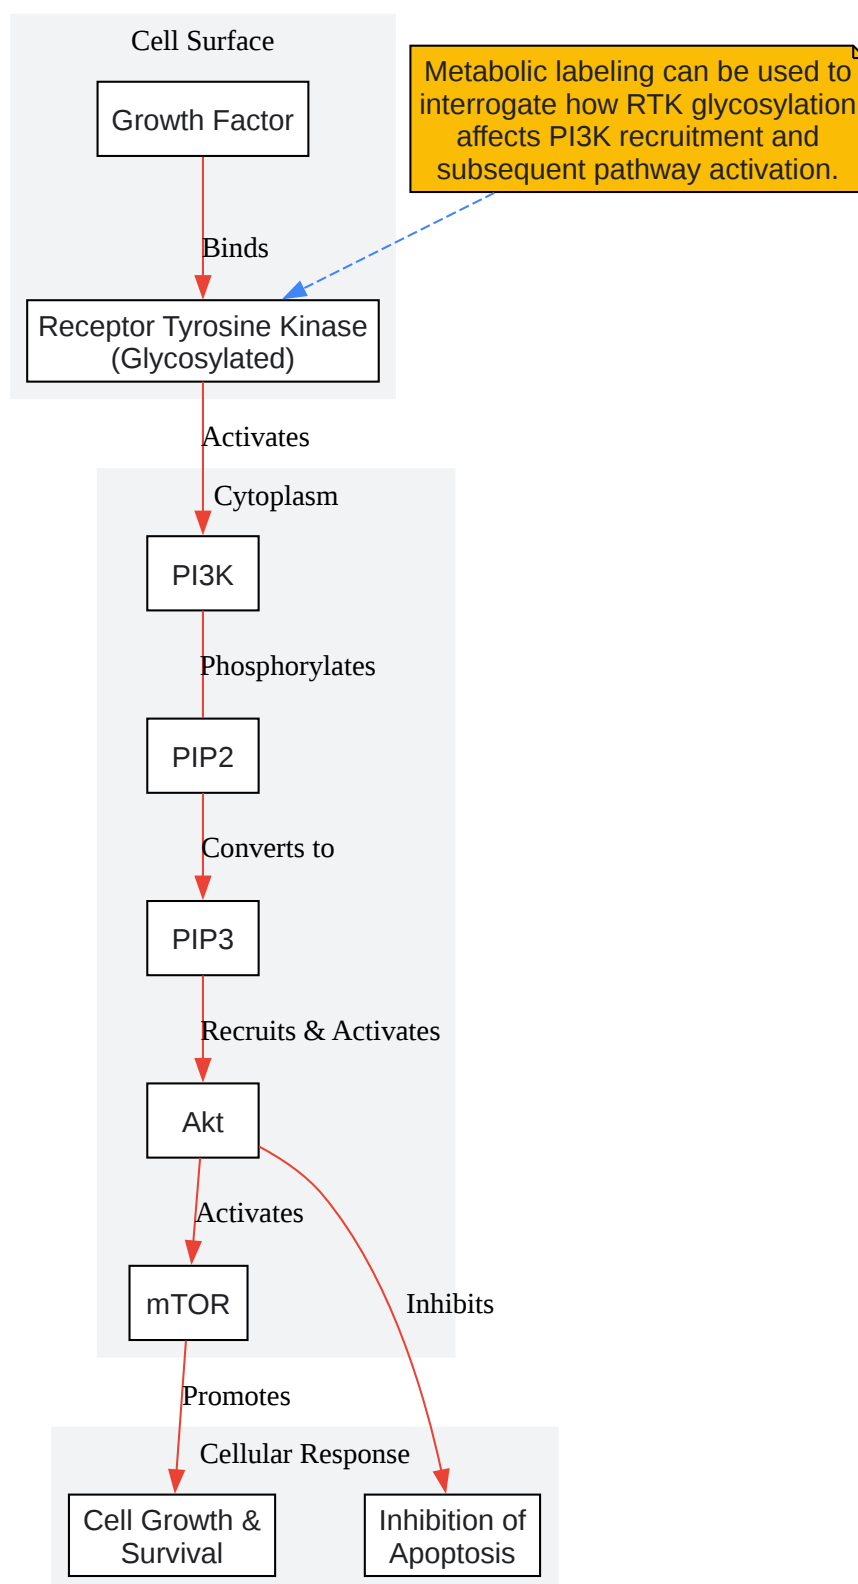 Cell Surface
Growth Factor
Metabolic labeling can be used to
interrogate how RTK glycosylation
affects PI3K recruitment and
subsequent pathway activation.
Binds
Receptor Tyrosine Kinase
(Glycosylated)
Activates
Cytoplasm
PI3K
Phosphorylates
PIP2
Converts to
PIP3
Recruits & Activates
Akt
Activates
mTOR
Inhibits
Promotes
Cellular Response
Cell Growth &
Survival
Inhibition of
Apoptosis